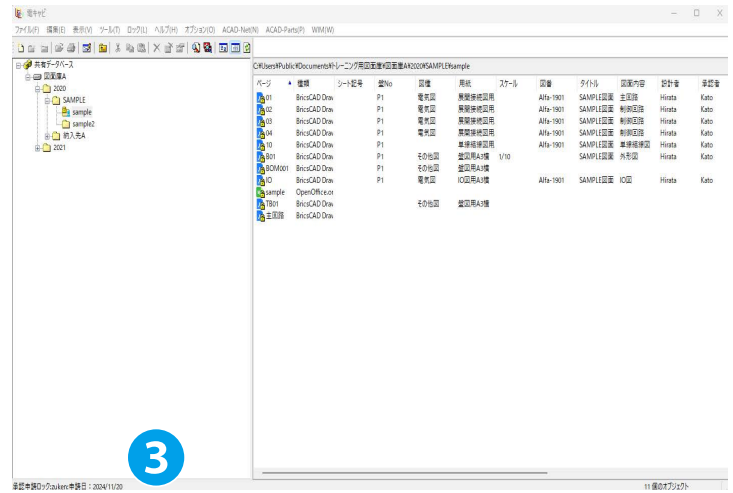 電キャビ
ファイル(F) 編集(E) 表示(V) ツール(T) ロック(L) ヘルプ(H) オプション(O) ACAD-Net(N) ACAD-Parts(P) WIM(W)
共有データベース
図面庫A
2020
SAMPLE
sample
sample2
納入先A
2021
C:¥Users¥Public¥Documents¥トレーニング用図面庫¥図面庫A¥2020¥SAMPLE¥sample
ページ 種類 シート記号 盤No 図種 用紙 スケール 図番 タイトル 図面内容 設計者 承認者
01 BricsCAD Draw P1 電気図 展開接続図用 Alfa-1901 SAMPLE図面 主回路 Hirata Kato
02 BricsCAD Draw P1 電気図 展開接続図用 Alfa-1901 SAMPLE図面 制御回路 Hirata Kato
03 BricsCAD Draw P1 電気図 展開接続図用 Alfa-1901 SAMPLE図面 制御回路 Hirata Kato
04 BricsCAD Draw P1 電気図 展開接続図用 Alfa-1901 SAMPLE図面 制御回路 Hirata Kato
10 BricsCAD Draw P1 単線結線図用 Alfa-1901 SAMPLE図面 単線結線図 Hirata Kato
B01 BricsCAD Draw P1 その他図 盤図用A3横 1/10 SAMPLE図面 外形図 Hirata Kato
BOM001 BricsCAD Draw P1 その他図 盤図用A3横
IO BricsCAD Draw P1 電気図 IO図用A3横 Alfa-1901 SAMPLE図面 IO図 Hirata Kato
sample OpenOffice.or
TB01 BricsCAD Draw その他図 盤図用A3横
主回路 BricsCAD Draw
3
承認申請ロック:zuken:申請日:2024/11/20
11 個のオブジェクト